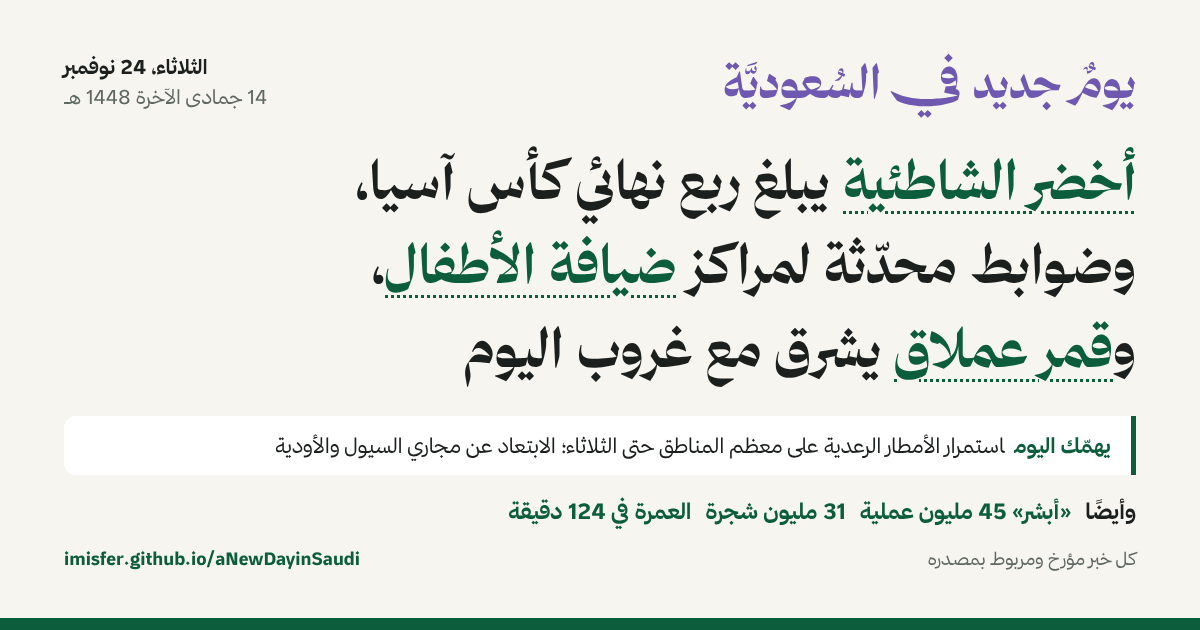 يومٌ جديد في السُعوديَّة
الثلاثاء، 24 نوفمبر
14 جمادى الآخرة 1448 هـ
أخضر الشاطئية يبلغ ربع نهائي كأس آسيا،
وضوابط محدّثة لمراكز ضيافة الأطفال،
وقمر عملاق يشرق مع غروب اليوم
يهمّك اليوم استمرار الأمطار الرعدية على معظم المناطق حتى الثلاثاء؛ الابتعاد عن مجاري السيول والأودية
وأيضًا «أبشر» 45 مليون عملية 31 مليون شجرة العمرة في 124 دقيقة
كل خبر مؤرخ ومربوط بمصدره
imisfer.github.io/aNewDayinSaudi